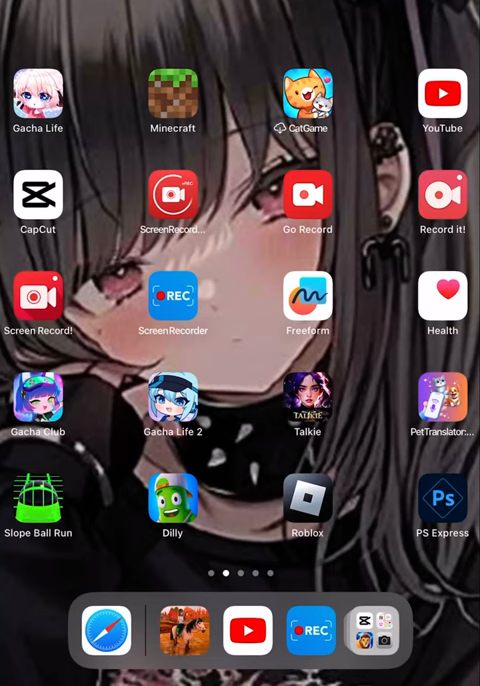 Gacha Life
Minecraft
CatGame
YouTube
REC
CapCut
ScreenRecord...
Go Record
Record it!
REC
Screen Record!
ScreenRecorder
Freeform
Health
TALKIE
Gacha Club
Gacha Life 2
Talkie
PetTranslator:...
Ps
Slope Ball Run
Dilly
Roblox
PS Express
REC